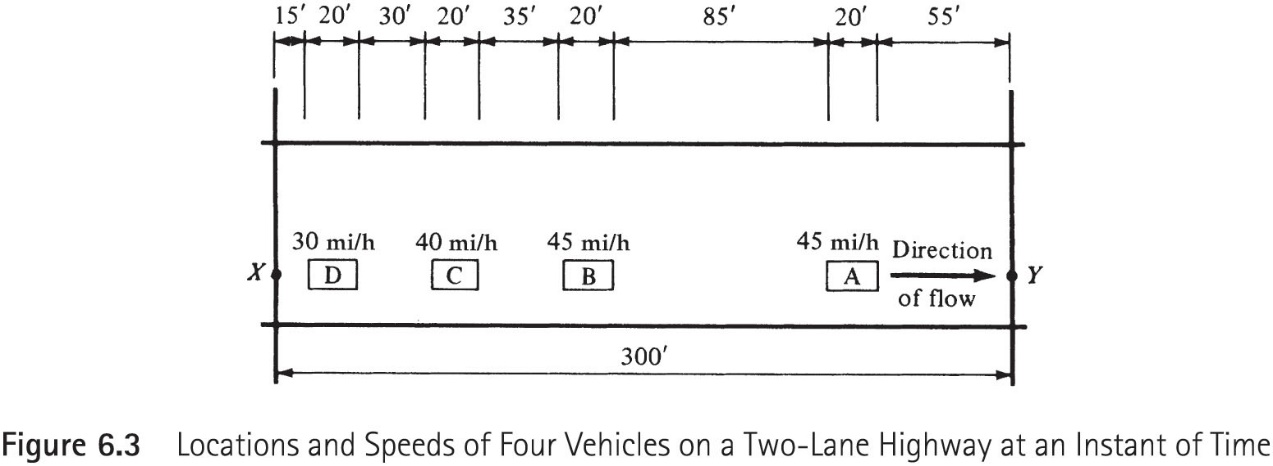 15′ 20′ 30′ 20′ 35′ 20′ 85′ 20′ 55′
30 mi/h 40 mi/h 45 mi/h 45 mi/h Direction
X D C B A Y
of flow
300′
Figure 6.3 Locations and Speeds of Four Vehicles on a Two-Lane Highway at an Instant of Time